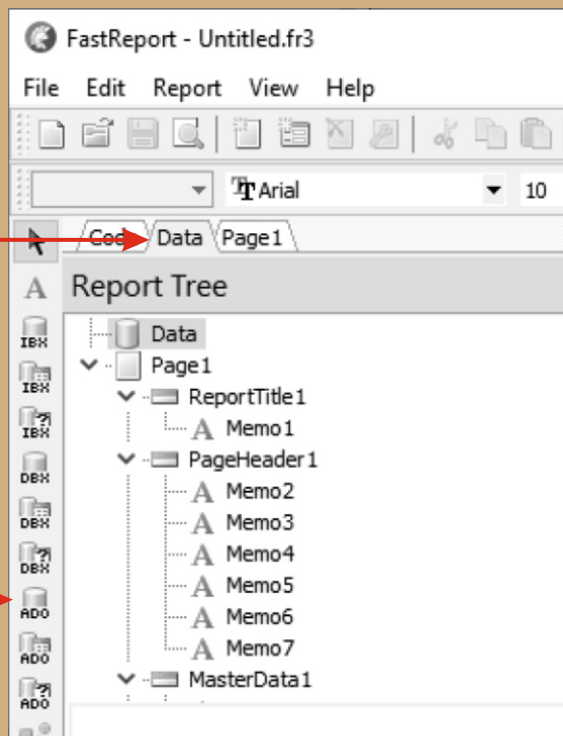 FastReport - Untitled.fr3
File Edit Report View Help
Arial 10
Code Data Page1
Report Tree
Data
Page1
ReportTitle1
Memo1
PageHeader1
Memo2
Memo3
Memo4
Memo5
Memo6
Memo7
MasterData1
A
IBX
IBX
IBX
DBX
DBX
DBX
ADO
ADO
ADO